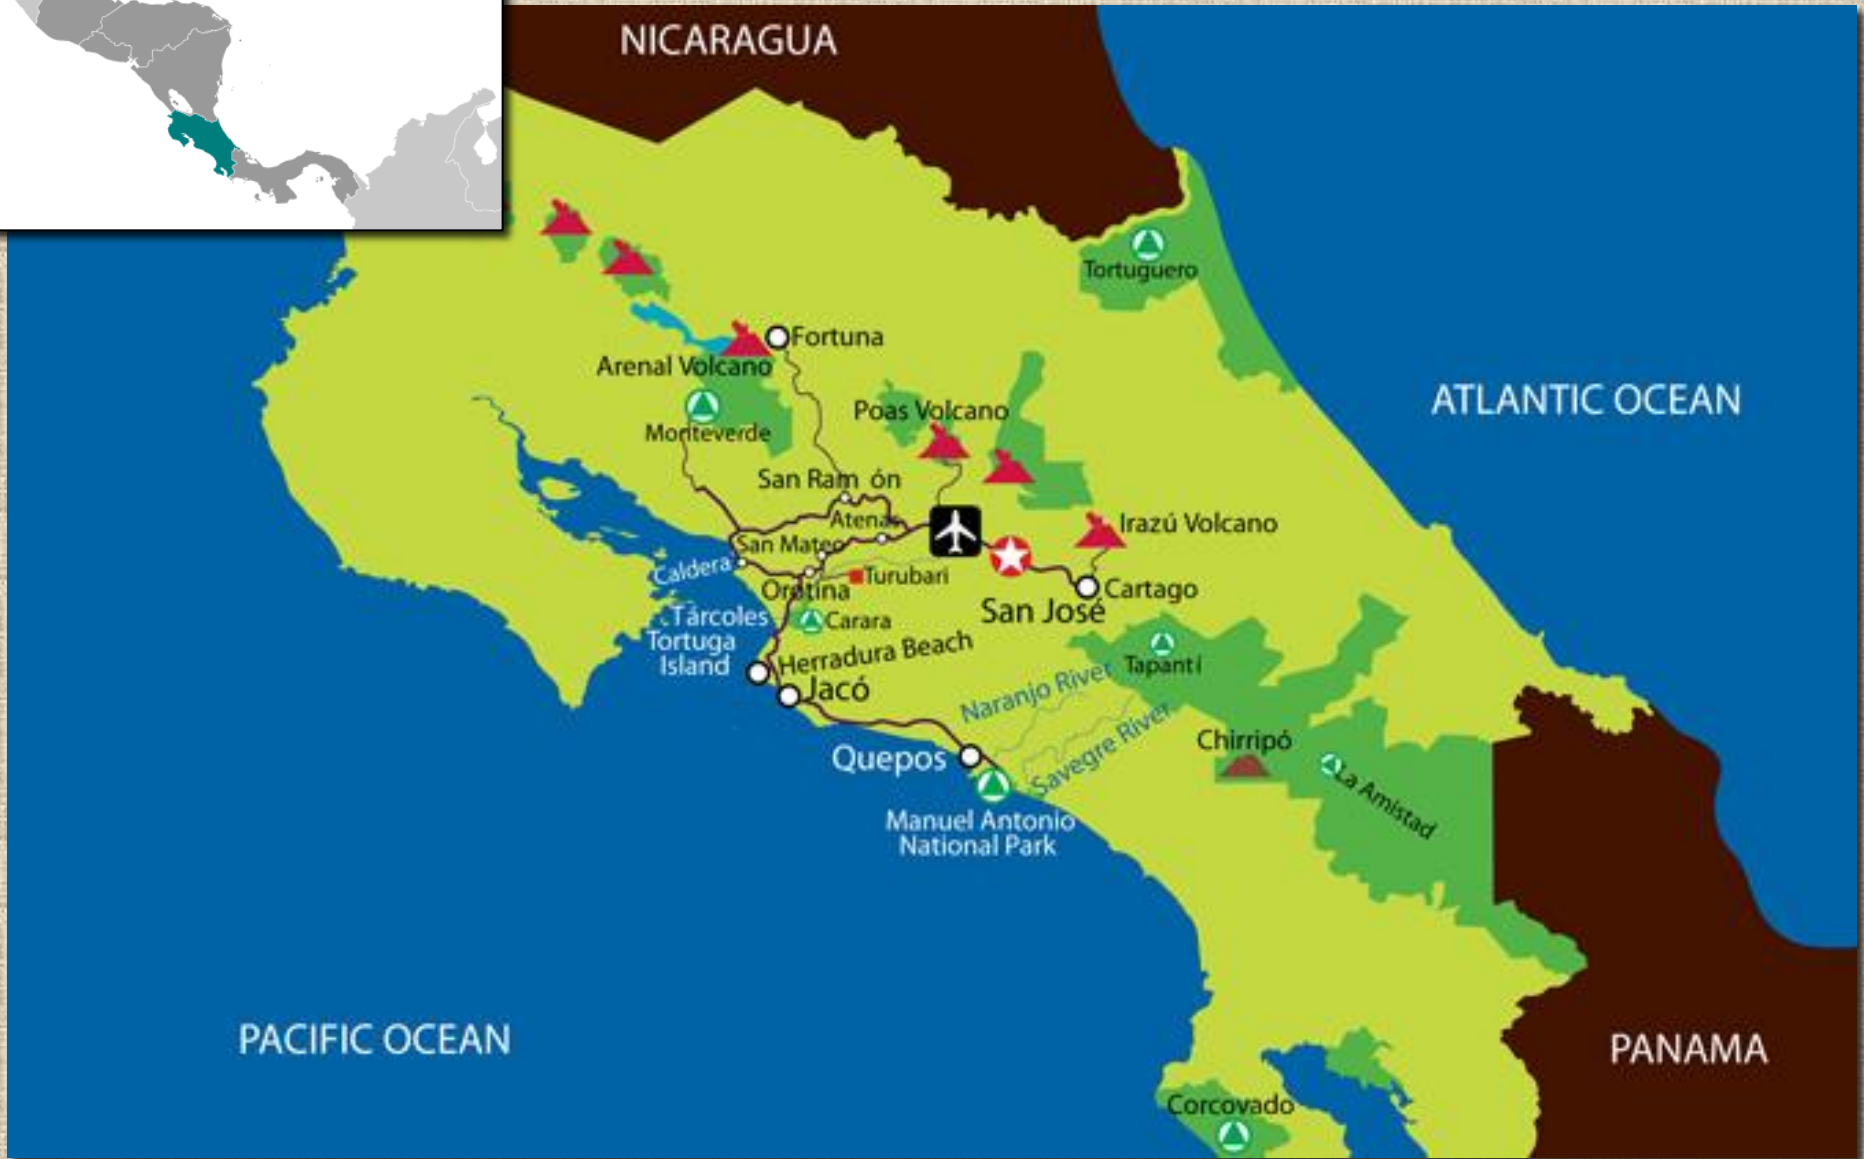 NICARAGUA
Tortuguero
Fortuna
Arenal Volcano
ATLANTIC OCEAN
Poas Volcano
Monteverde
San Ram ón
Atenas
Irazú Volcano
San Mateo
Caldera
Turubari
Orotina
Cartago
San José
Tárcoles
Carara
Tortuga
Island
Herradura Beach
Tapantí
Jacó
Naranjo River
Savegre River
Chirripó
Quepos
La Amistad
Manuel Antonio
National Park
PACIFIC OCEAN
PANAMA
Corcovado